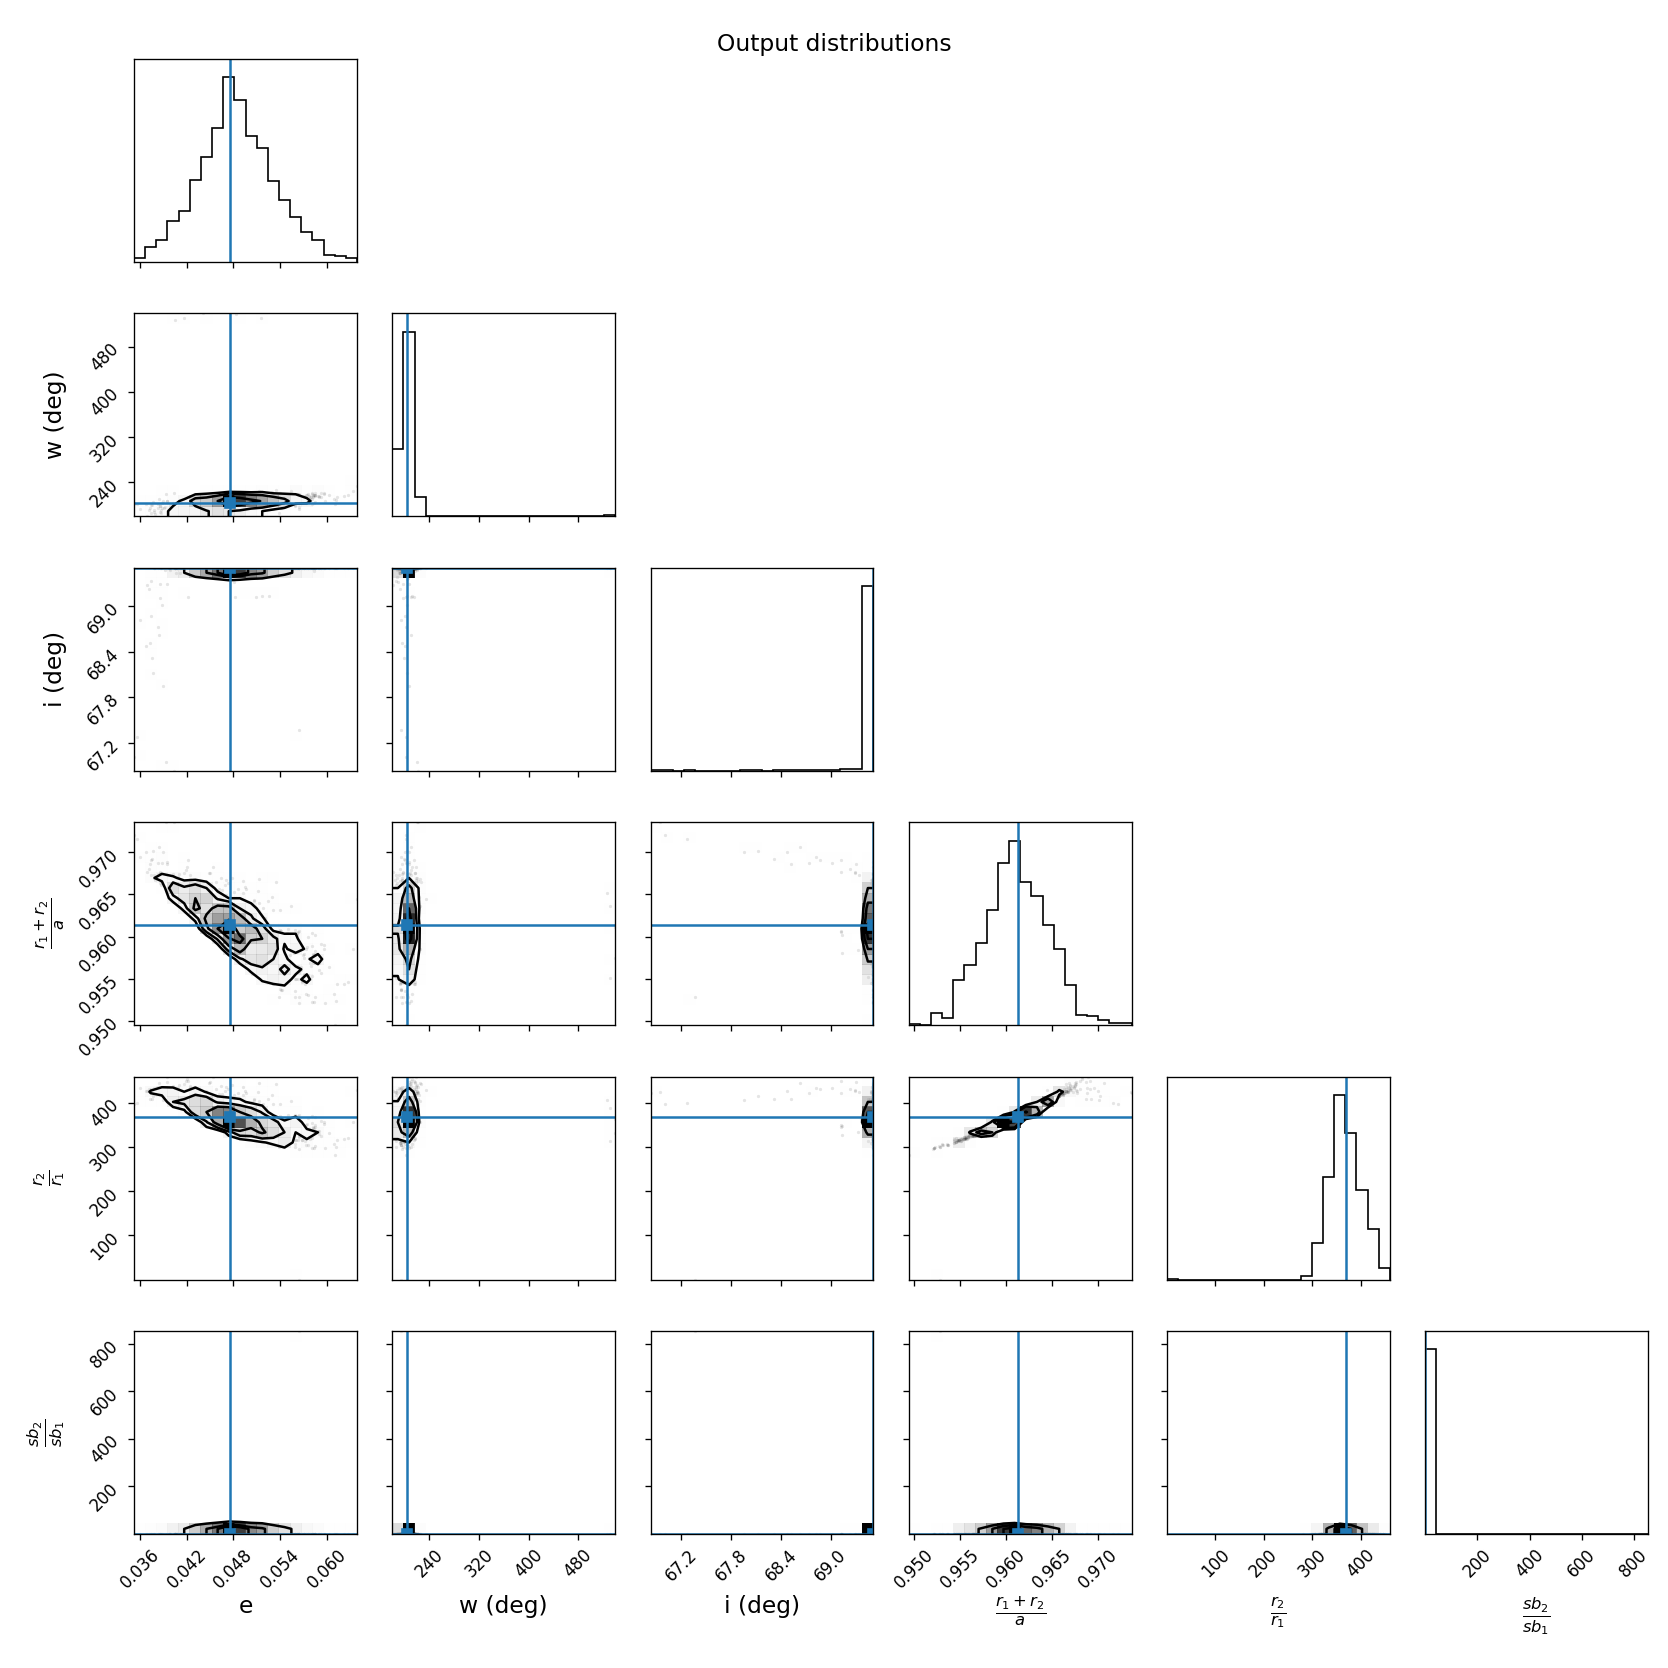 Output distributions
w (deg)
480
400
320
240
i (deg)
69.0
68.4
67.8
67.2
r₁ + r₂
a
0.970
0.965
0.960
0.955
0.950
r₂
r₁
400
300
200
100
sb₂
sb₁
800
600
400
200
0.036 0.042 0.048 0.054 0.060
240 320 400 480
67.2 67.8 68.4 69.0
0.950 0.955 0.960 0.965 0.970
100 200 300 400
200 400 600 800
e
w (deg)
i (deg)
r₁ + r₂
a
r₂
r₁
sb₂
sb₁